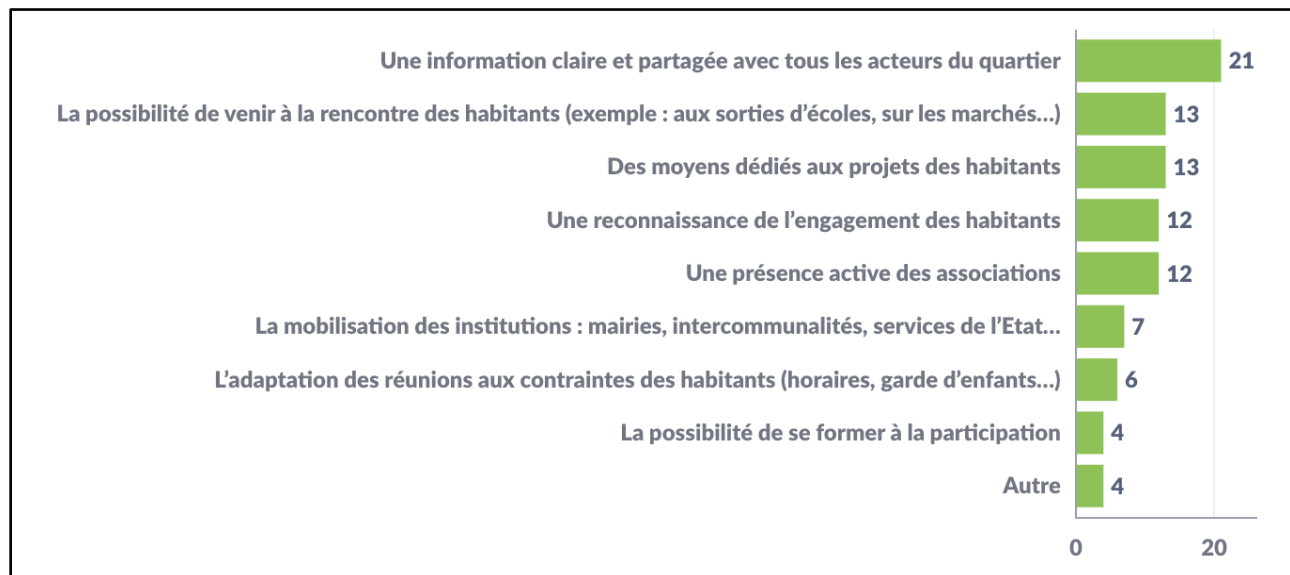 Une information claire et partagée avec tous les acteurs du quartier 21
La possibilité de venir à la rencontre des habitants (exemple : aux sorties d’écoles, sur les marchés...) 13
Des moyens dédiés aux projets des habitants 13
Une reconnaissance de l’engagement des habitants 12
Une présence active des associations 12
La mobilisation des institutions : mairies, intercommunalités, services de l’Etat... 7
L’adaptation des réunions aux contraintes des habitants (horaires, garde d’enfants...) 6
La possibilité de se former à la participation 4
Autre 4
0 20